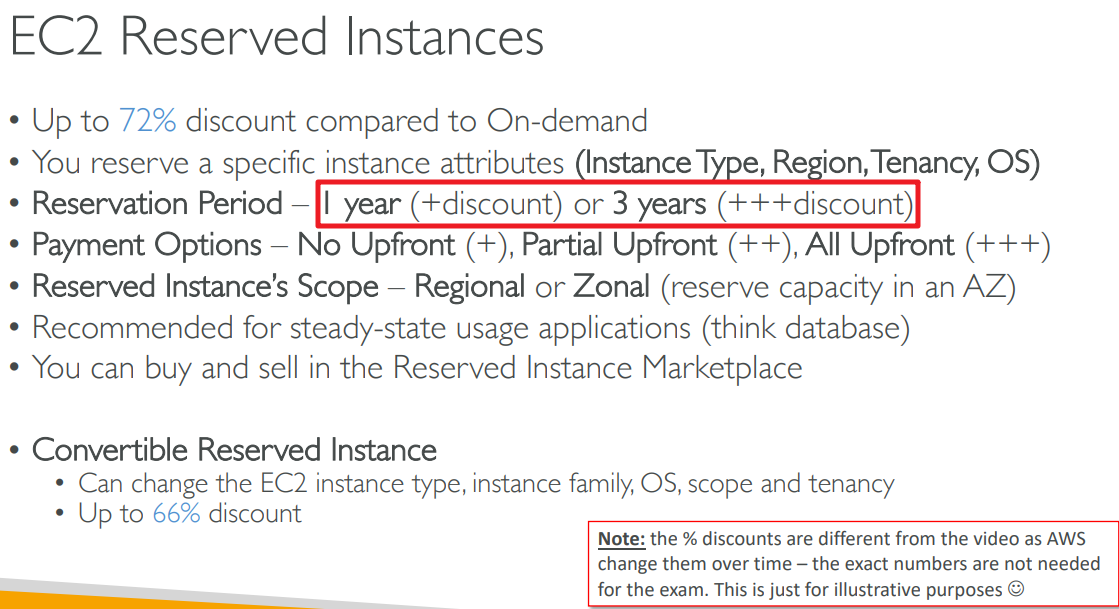 EC2 Reserved Instances
• Up to 72% discount compared to On-demand
• You reserve a specific instance attributes (Instance Type, Region, Tenancy, OS)
• Reservation Period – 1 year (+discount) or 3 years (+++discount)
• Payment Options – No Upfront (+), Partial Upfront (++), All Upfront (+++)
• Reserved Instance's Scope – Regional or Zonal (reserve capacity in an AZ)
• Recommended for steady-state usage applications (think database)
• You can buy and sell in the Reserved Instance Marketplace
• Convertible Reserved Instance
• Can change the EC2 instance type, instance family, OS, scope and tenancy
• Up to 66% discount
Note: the % discounts are different from the video as AWS
change them over time – the exact numbers are not needed
for the exam. This is just for illustrative purposes ☺